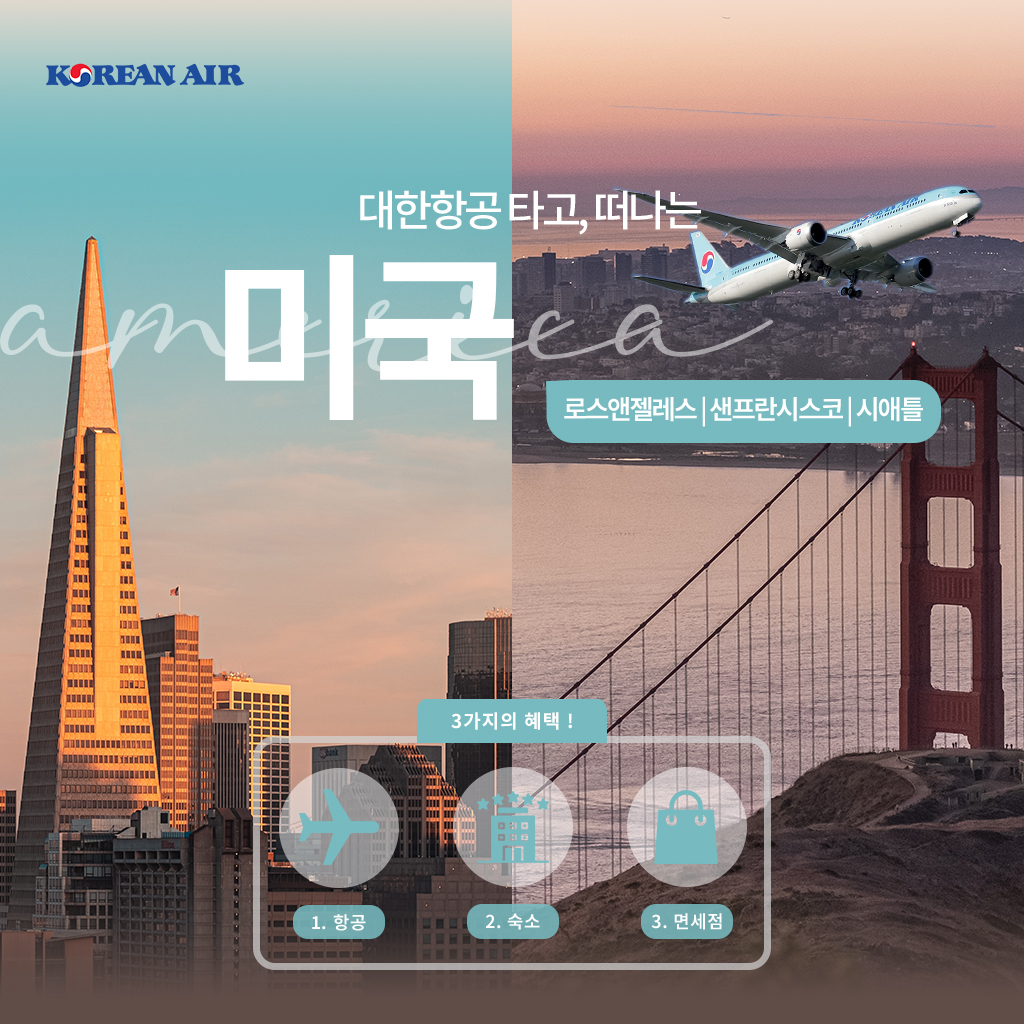 KOREAN AIR
대한항공 타고, 떠나는
미국
america
로스앤젤레스 | 샌프란시스코 | 시애틀
3가지의 혜택 !
1. 항공
2. 숙소
3. 면세점